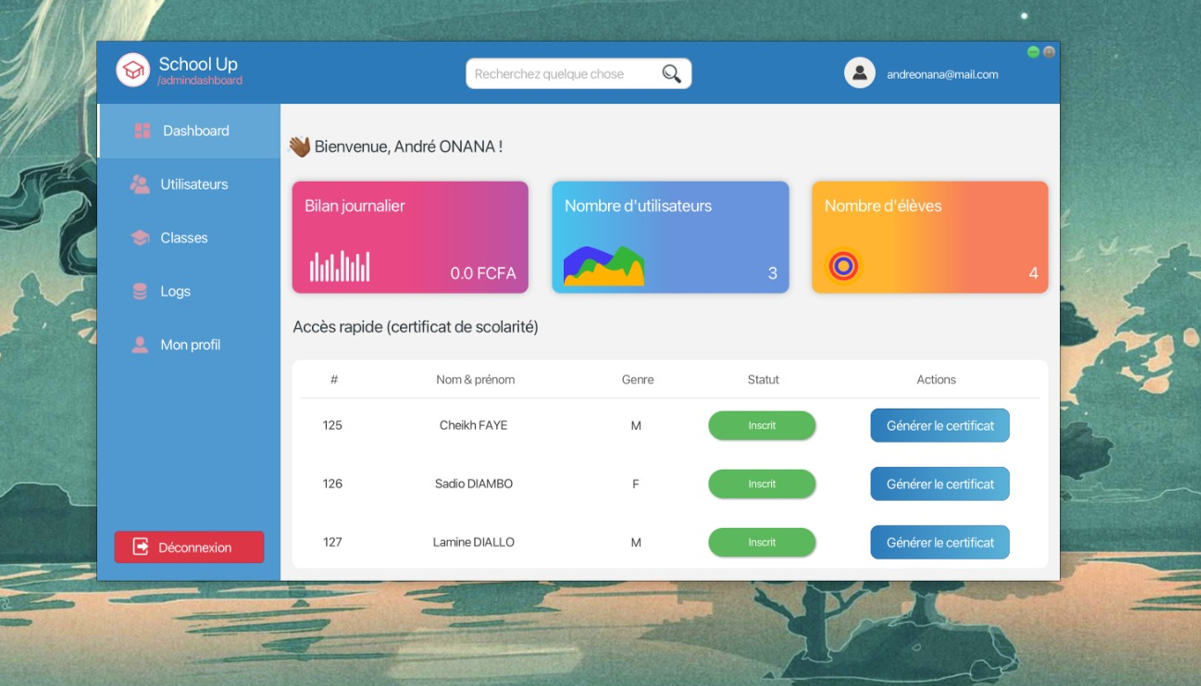 School Up
/admindashboard
Recherchez quelque chose
andreonana@mail.com
Dashboard
Utilisateurs
Classes
Logs
Mon profil
Déconnexion
Bienvenue, André ONANA !
Bilan journalier
0.0 FCFA
Nombre d'utilisateurs
3
Nombre d'élèves
4
Accès rapide (certificat de scolarité)
# Nom & prénom Genre Statut Actions
125 Cheikh FAYE M Inscrit Générer le certificat
126 Sadio DIAMBO F Inscrit Générer le certificat
127 Lamine DIALLO M Inscrit Générer le certificat